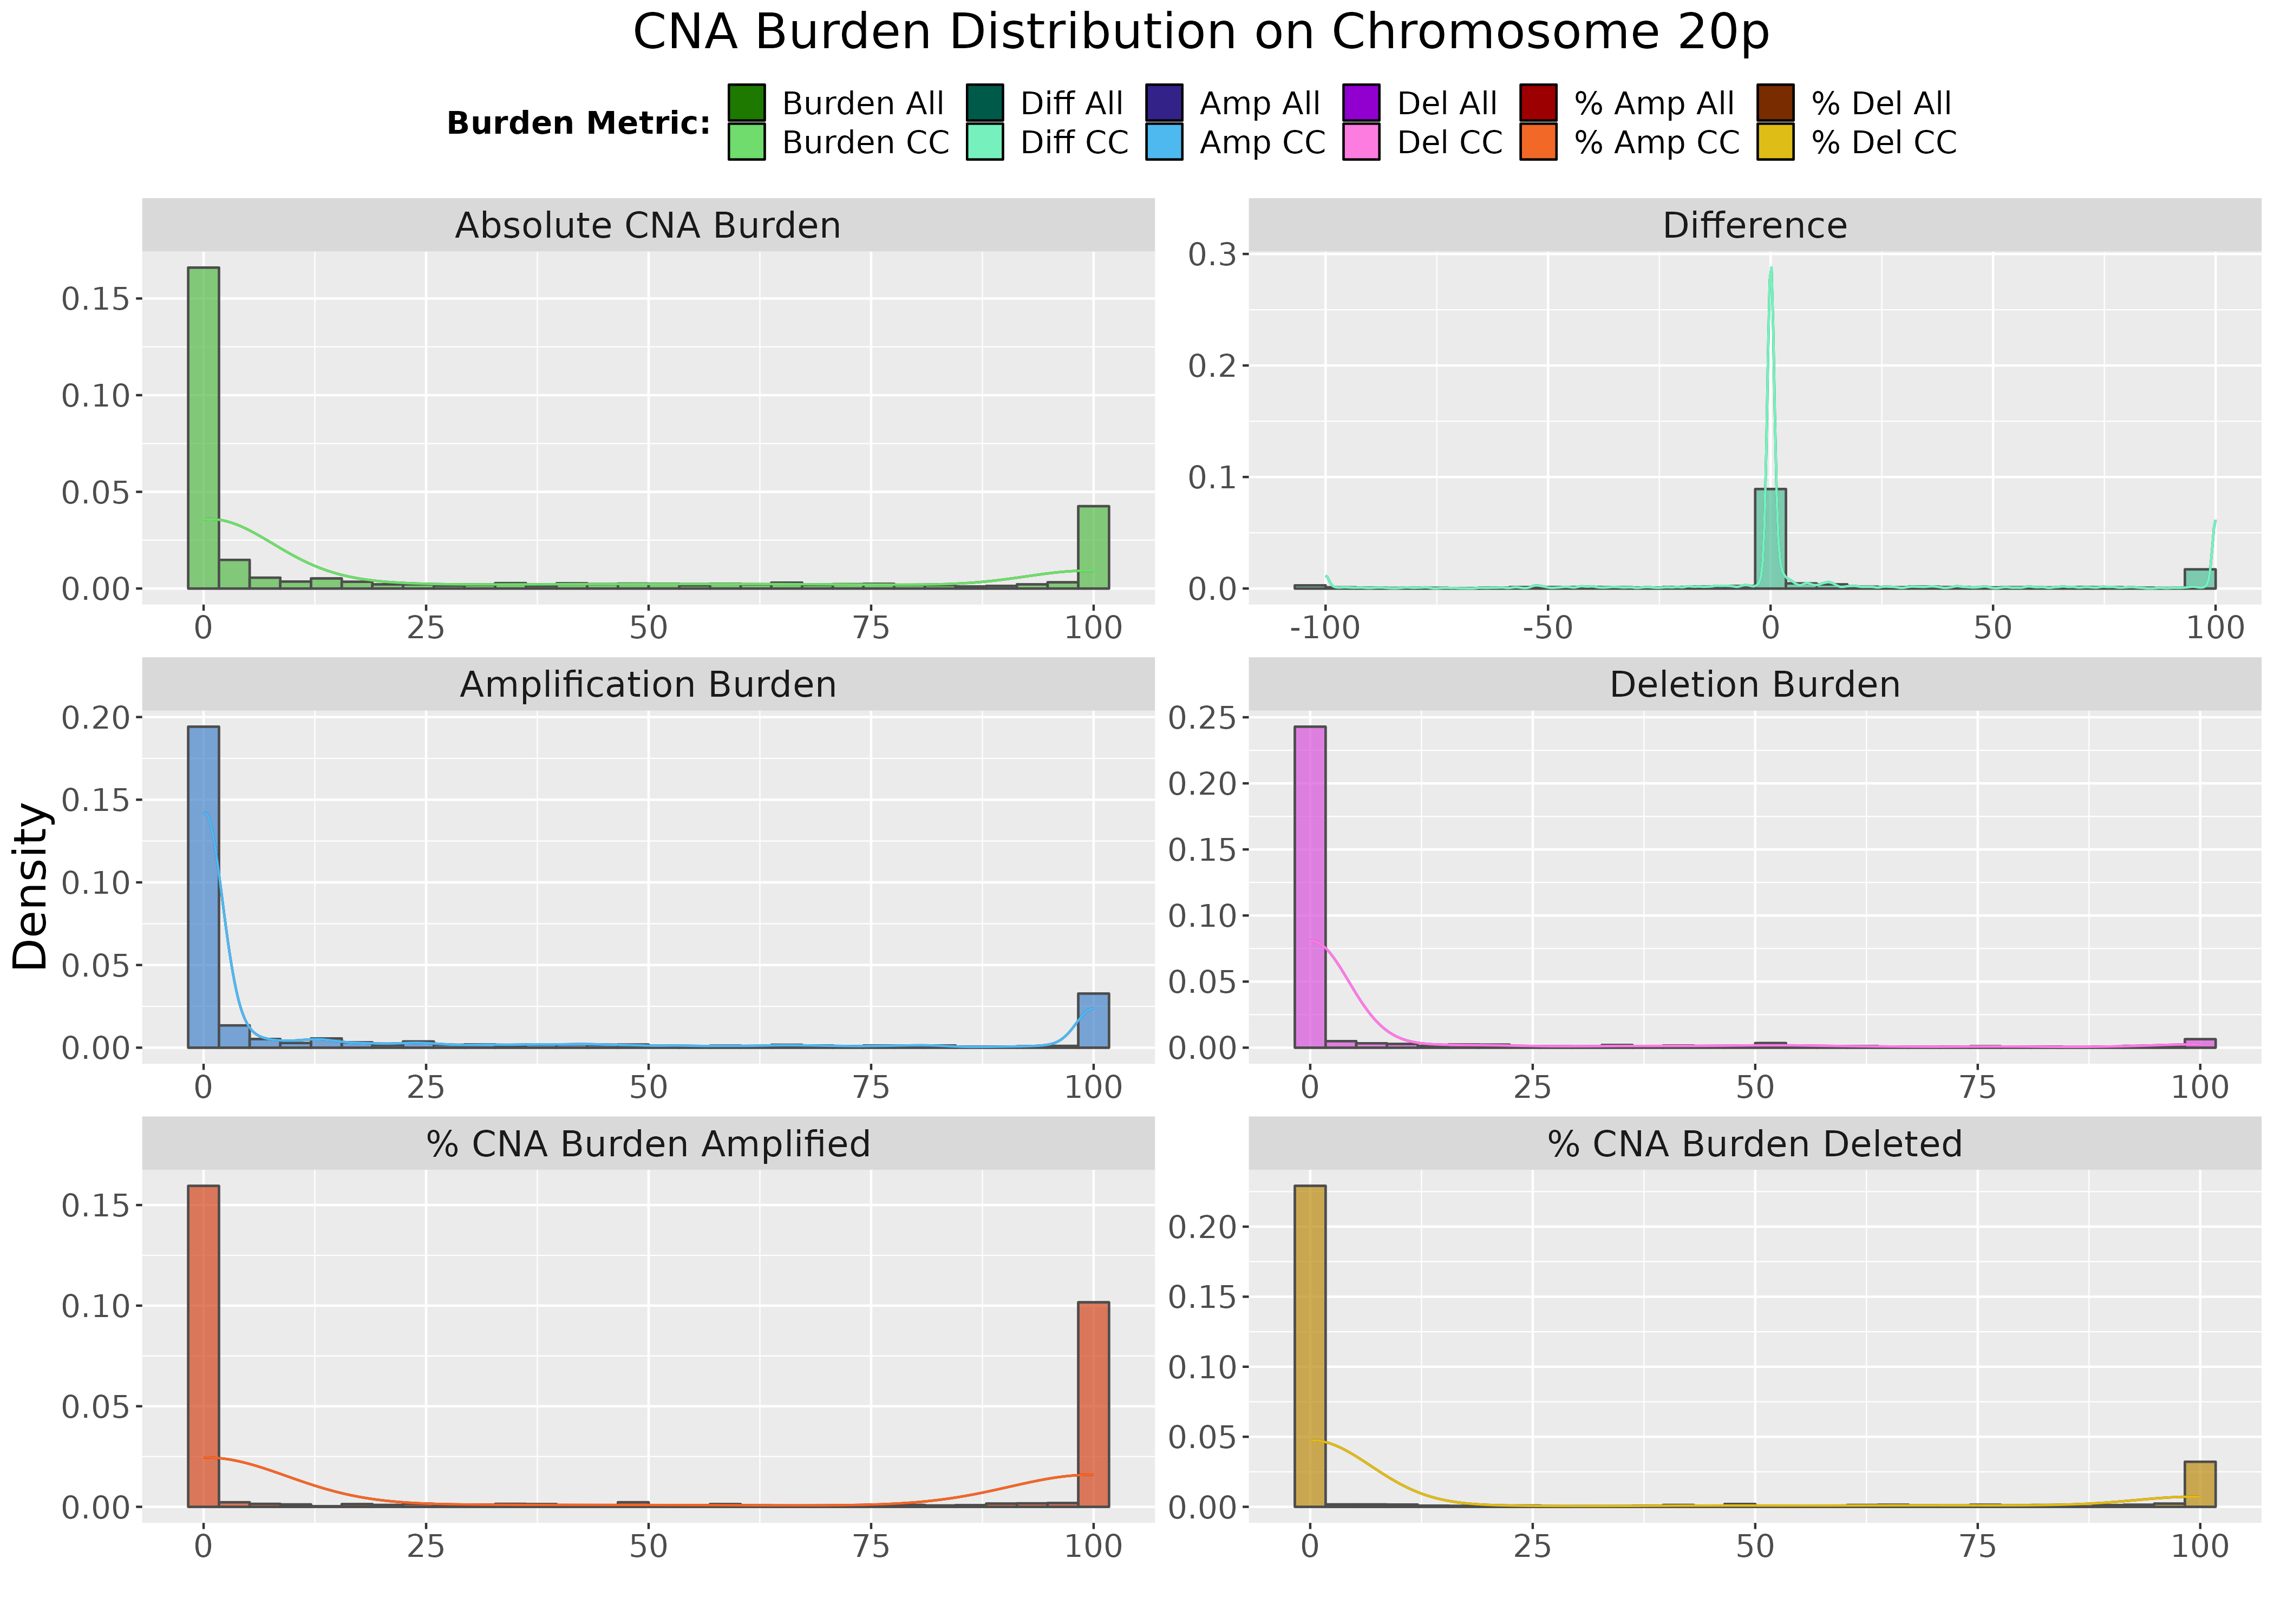 CNA Burden Distribution on Chromosome 20p
Burden Metric:
Burden All Diff All Amp All Del All % Amp All % Del All
Burden CC Diff CC Amp CC Del CC % Amp CC % Del CC
Absolute CNA Burden
0.15
0.10
0.05
0.00
0 25 50 75 100
Difference
0.3
0.2
0.1
0.0
-100 -50 0 50 100
Density
Amplification Burden
0.20
0.15
0.10
0.05
0.00
0 25 50 75 100
Deletion Burden
0.25
0.20
0.15
0.10
0.05
0.00
0 25 50 75 100
% CNA Burden Amplified
0.15
0.10
0.05
0.00
0 25 50 75 100
% CNA Burden Deleted
0.20
0.15
0.10
0.05
0.00
0 25 50 75 100